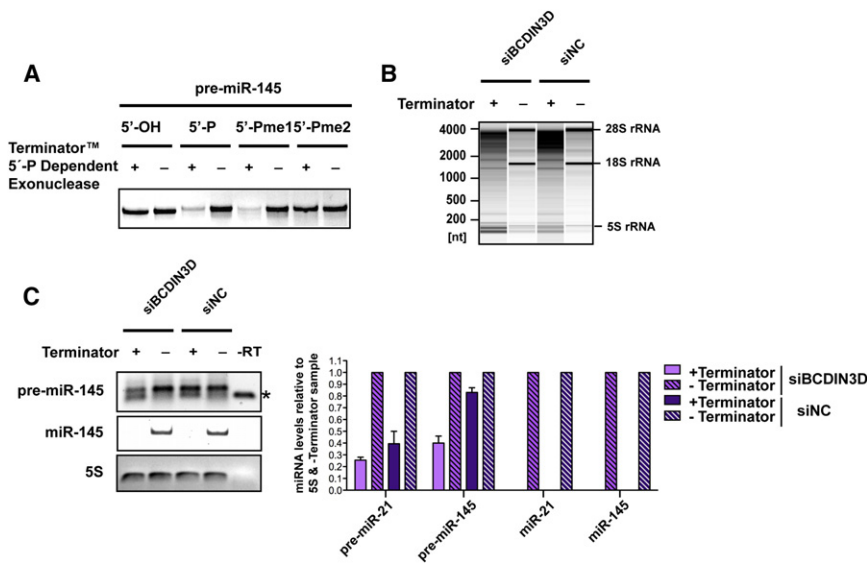 A
pre-miR-145
5'-OH 5'-P 5'-Pme1 5'-Pme2
Terminator™
5´-P Dependent
Exonuclease
+ − + − + − + −
B
siBCDIN3D siNC
Terminator + − + −
4000
2000
1000
500
200
[nt]
28S rRNA
18S rRNA
5S rRNA
C
siBCDIN3D siNC
Terminator + − + − -RT
pre-miR-145 *
miR-145
5S
miRNA levels relative to
5S & -Terminator sample
1.1
1.0
0.9
0.8
0.7
0.6
0.5
0.4
0.3
0.2
0.1
0
pre-miR-21 pre-miR-145 miR-21 miR-145
+Terminator
- Terminator
siBCDIN3D
+Terminator
- Terminator
siNC